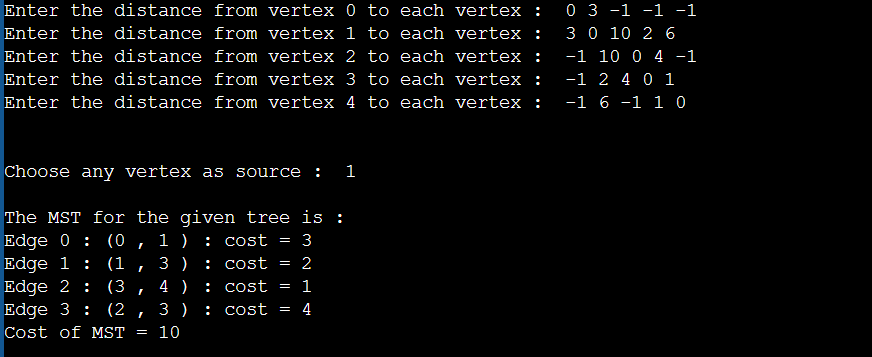 Enter the distance from vertex 0 to each vertex :  0 3 -1 -1 -1
Enter the distance from vertex 1 to each vertex :  3 0 10 2 6
Enter the distance from vertex 2 to each vertex :  -1 10 0 4 -1
Enter the distance from vertex 3 to each vertex :  -1 2 4 0 1
Enter the distance from vertex 4 to each vertex :  -1 6 -1 1 0
Choose any vertex as source :  1
The MST for the given tree is :
Edge 0 : (0 , 1 ) : cost = 3
Edge 1 : (1 , 3 ) : cost = 2
Edge 2 : (3 , 4 ) : cost = 1
Edge 3 : (2 , 3 ) : cost = 4
Cost of MST = 10